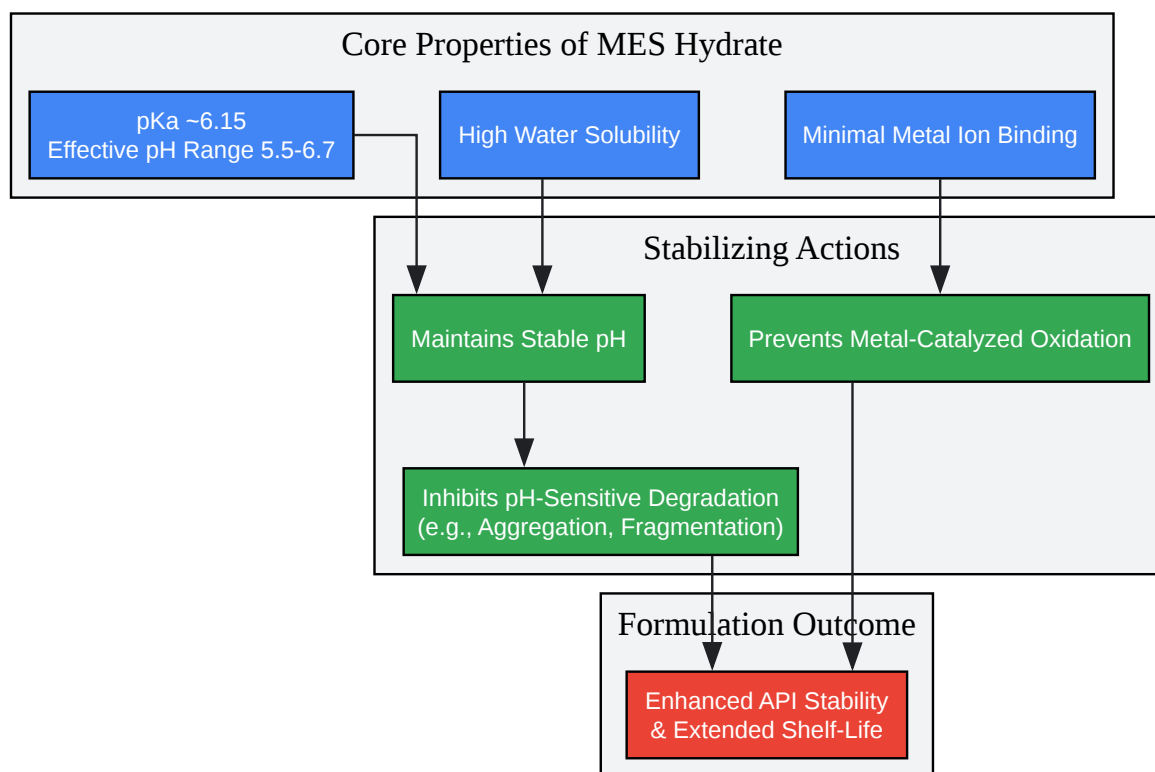 Core Properties of MES Hydrate
pKa ~6.15
Effective pH Range 5.5-6.7
High Water Solubility
Minimal Metal Ion Binding
Stabilizing Actions
Maintains Stable pH
Prevents Metal-Catalyzed Oxidation
Inhibits pH-Sensitive Degradation
(e.g., Aggregation, Fragmentation)
Formulation Outcome
Enhanced API Stability
& Extended Shelf-Life